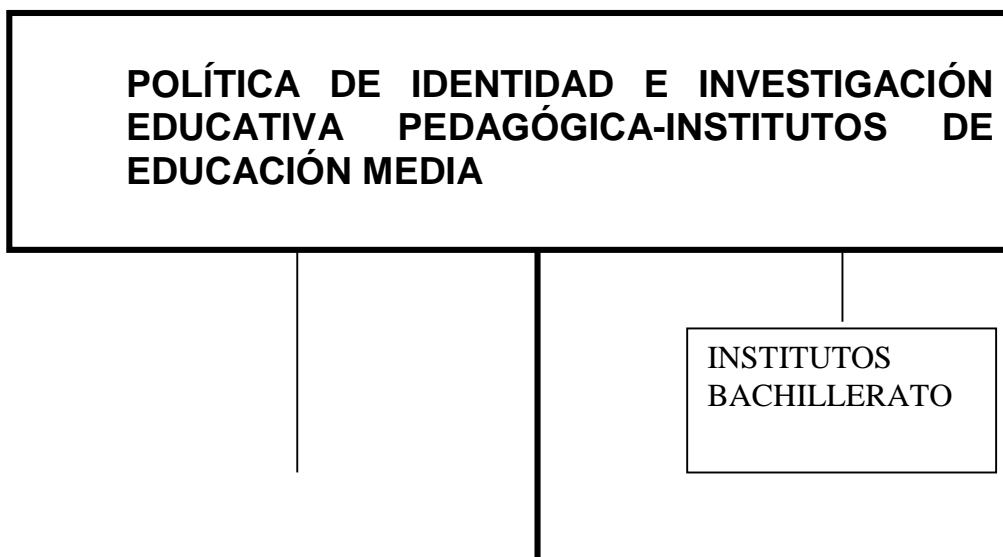 POLÍTICA DE IDENTIDAD E INVESTIGACIÓN
EDUCATIVA PEDAGÓGICA-INSTITUTOS DE
EDUCACIÓN MEDIA
INSTITUTOS
BACHILLERATO